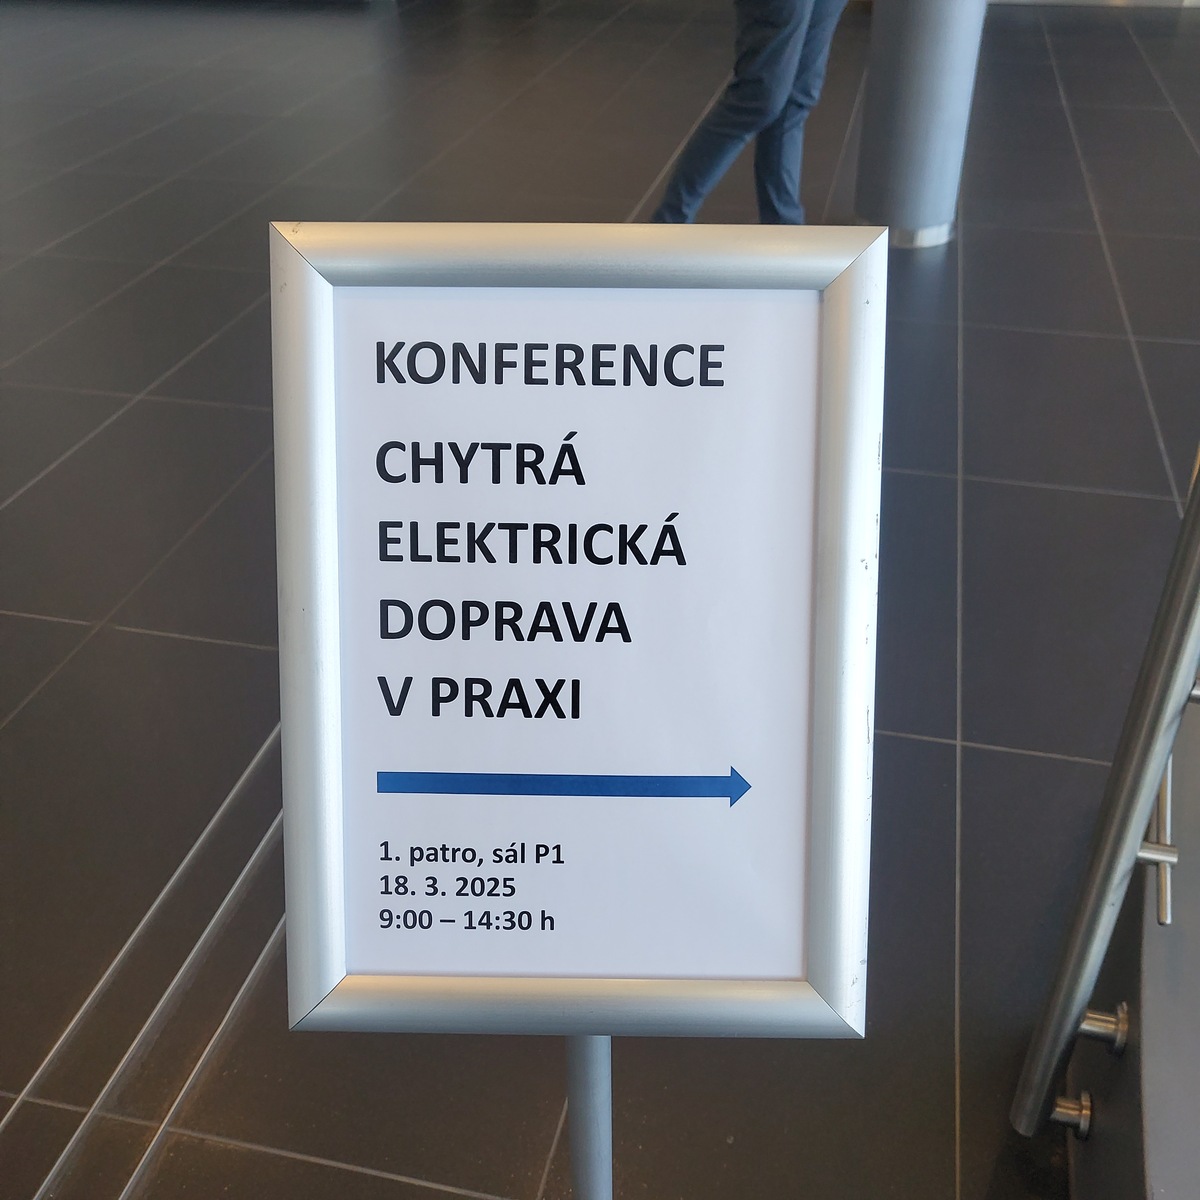 KONFERENCE
CHYTRÁ
ELEKTRICKÁ
DOPRAVA
V PRAXI
1. patro, sál P1
18. 3. 2025
9:00 – 14:30 h